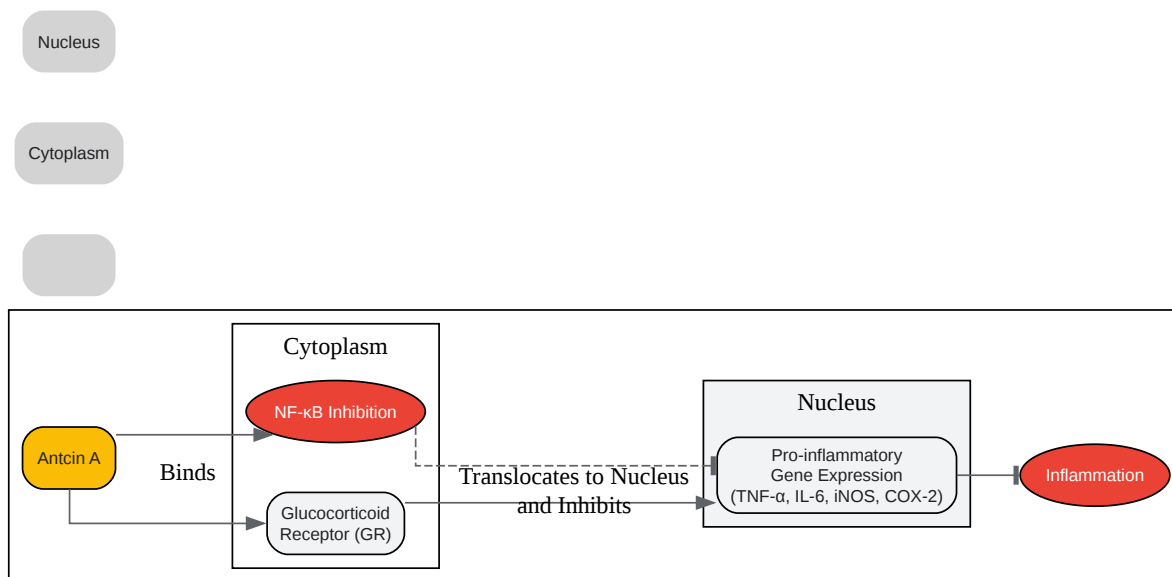 Nucleus
Cytoplasm
Cytoplasm
NF-κB Inhibition
Antcin A
Binds
Glucocorticoid
Receptor (GR)
Translocates to Nucleus
and Inhibits
Nucleus
Pro-inflammatory
Gene Expression
(TNF-α, IL-6, iNOS, COX-2)
Inflammation